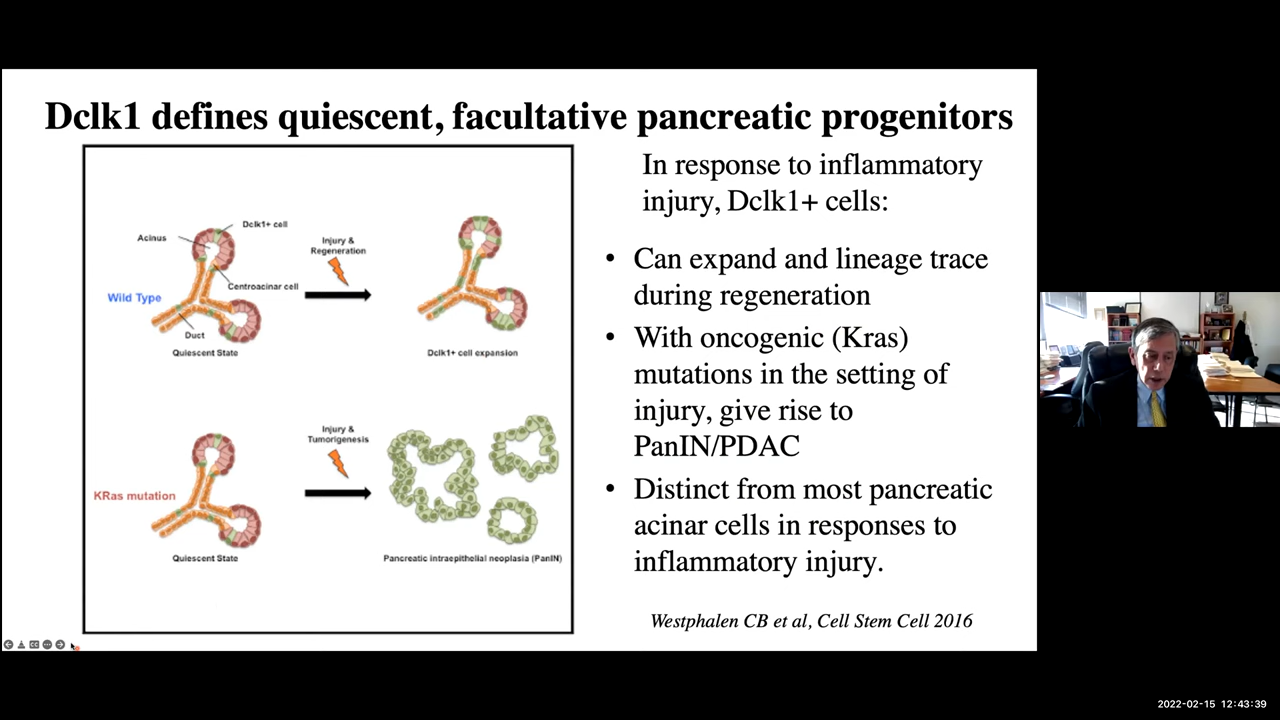 Dclk1 defines quiescent, facultative pancreatic progenitors
Dclk1+ cell
Acinus
Injury &
Regeneration
Centroacinar cell
Wild Type
Duct
Quiescent State
Dclk1+ cell expansion
Injury &
Tumorigenesis
KRas mutation
Quiescent State
Pancreatic intraepithelial neoplasia (PanIN)
In response to inflammatory
injury, Dclk1+ cells:
• Can expand and lineage trace
during regeneration
• With oncogenic (Kras)
mutations in the setting of
injury, give rise to
PanIN/PDAC
• Distinct from most pancreatic
acinar cells in responses to
inflammatory injury.
Westphalen CB et al, Cell Stem Cell 2016
2022-02-15 12:43:39